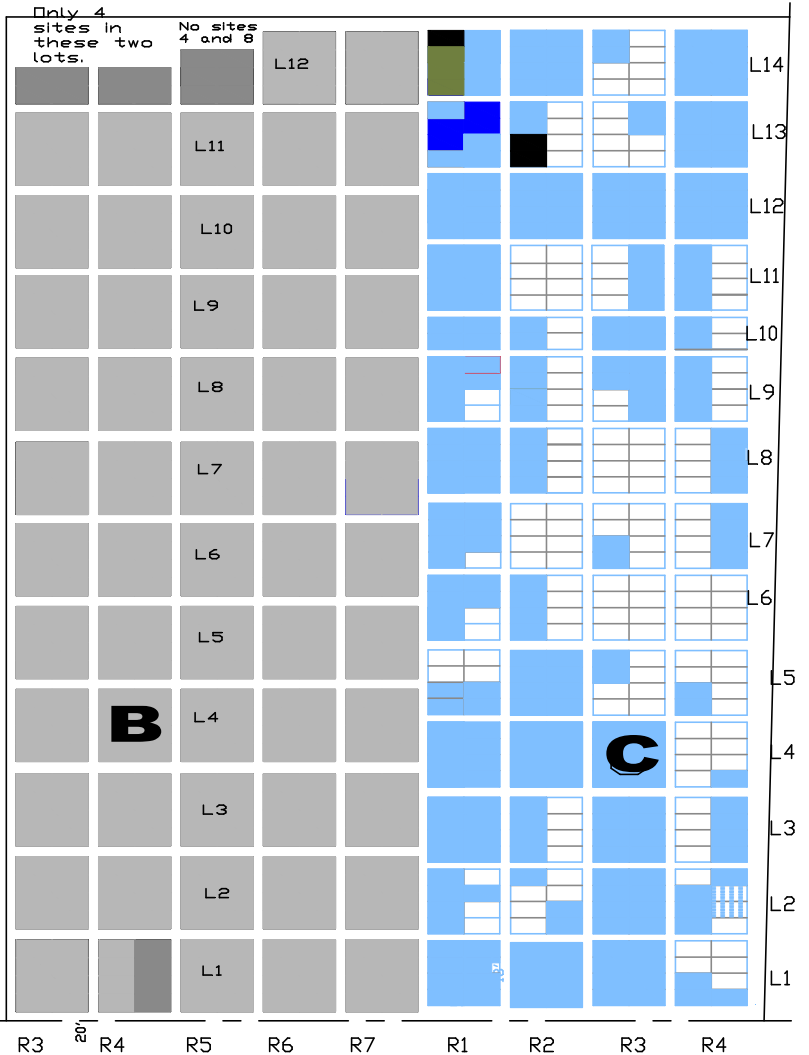 Only 4
sites in
these two
lots.
No sites
4 and 8
L12
L14
L11
L13
L10
L12
L9
L11
L8
L10
L9
L7
L8
L6
L7
L5
L6
B
L4
L5
C
L4
L3
L3
L2
L2
L1
L1
R3
20'
R4
R5
R6
R7
R1
R2
R3
R4